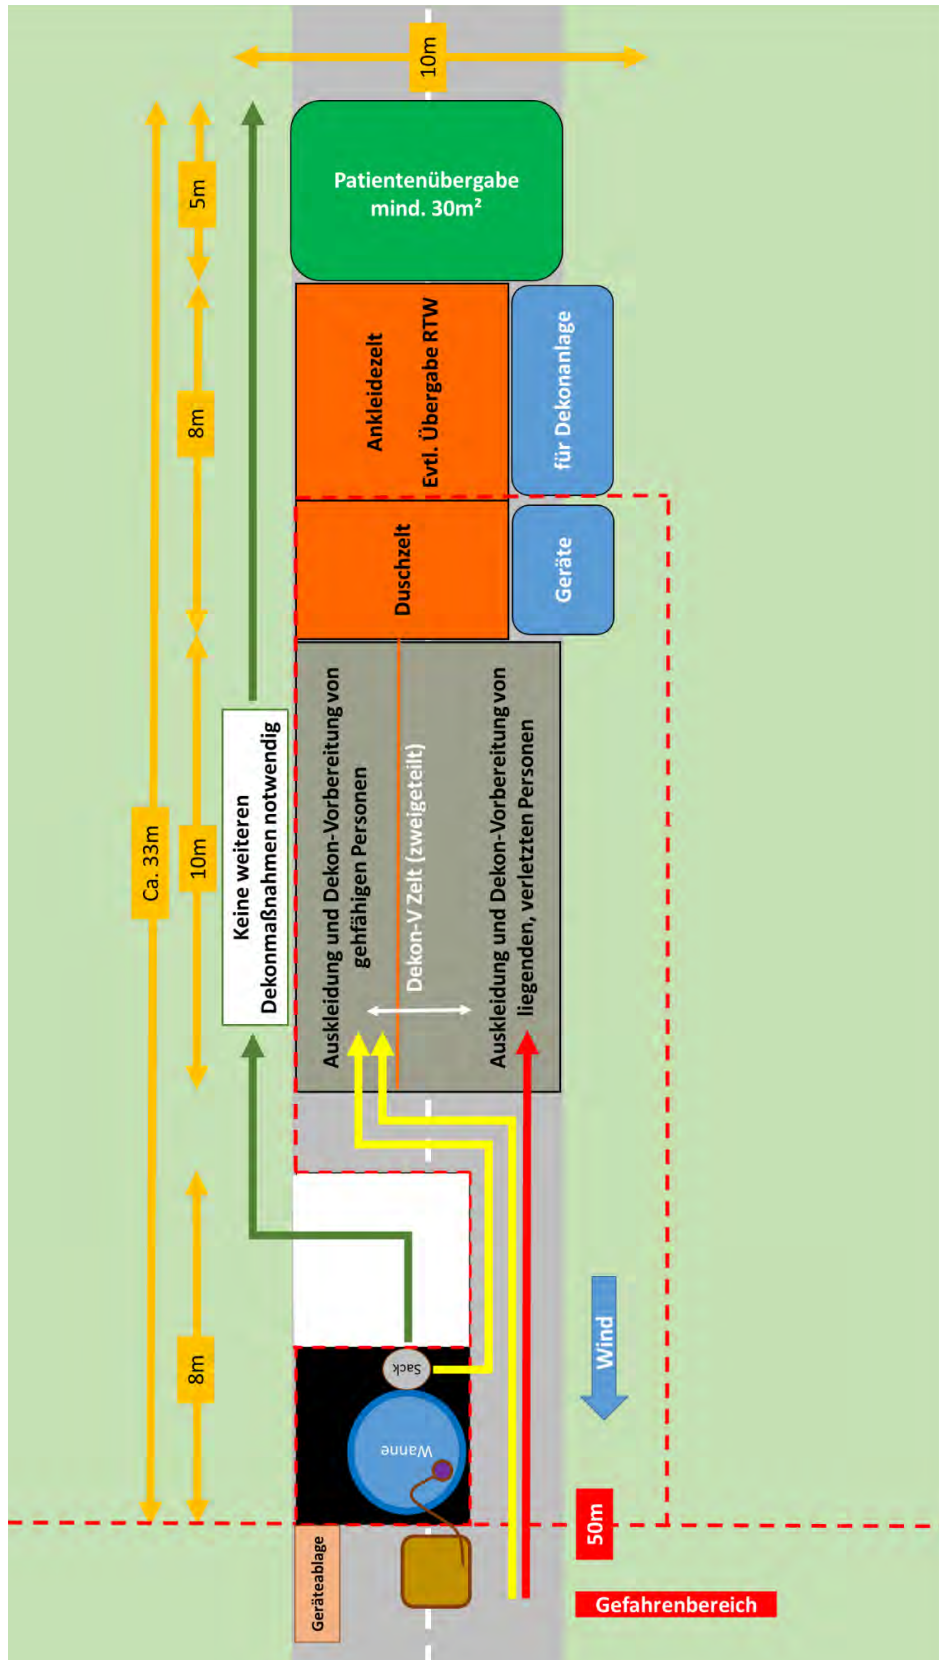 10m
Patientenübergabe
mind. 30m²
5m
Ankleidezelt
Evtl. Übergabe RTW
für Dekonanlage
8m
Duschzelt
Geräte
Ca. 33m
10m
Keine weiteren
Dekonmaßnahmen notwendig
Auskleidung und Dekon-Vorbereitung von
gehfähigen Personen
Dekon-V Zelt (zweigeteilt)
Auskleidung und Dekon-Vorbereitung von
liegenden, verletzten Personen
8m
Sack
Wanne
Wind
50m
Geräteablage
Gefahrenbereich